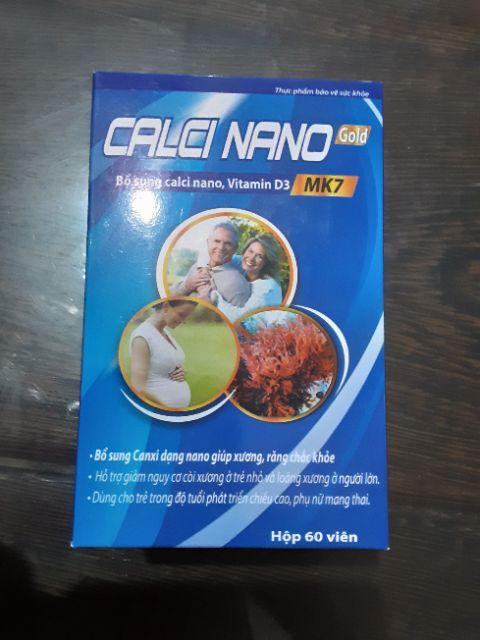 Thực phẩm bảo vệ sức khỏe
CALCI NANO Gold
Bổ sung calci nano, Vitamin D3 MK7
• Bổ sung Canxi dạng nano giúp xương, răng chắc khỏe
• Hỗ trợ giảm nguy cơ còi xương ở trẻ nhỏ và loãng xương ở người lớn.
• Dùng cho trẻ trong độ tuổi phát triển chiều cao, phụ nữ mang thai.
Hộp 60 viên